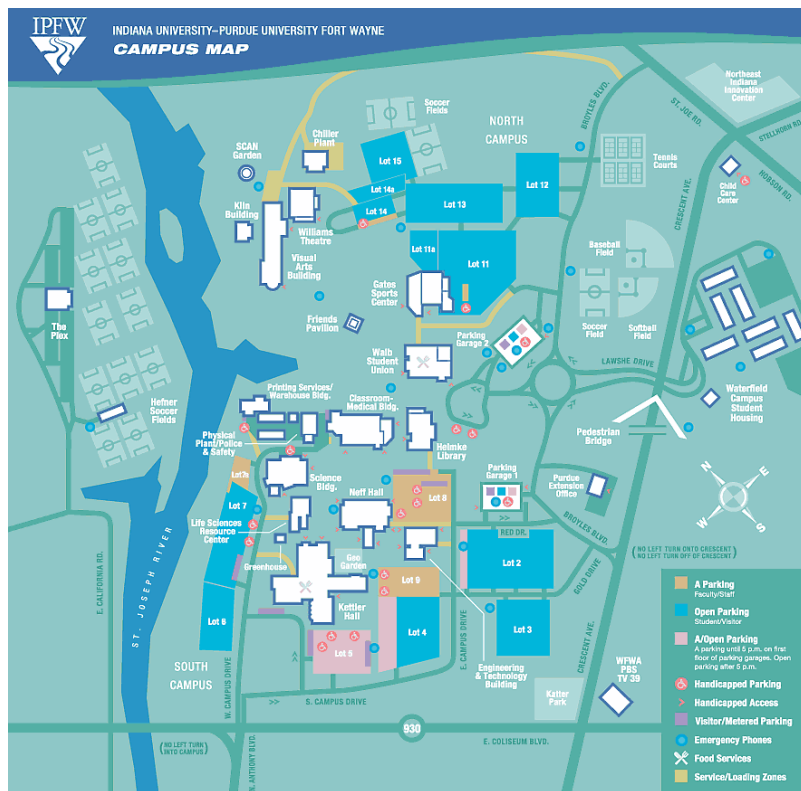 IPFW
INDIANA UNIVERSITY–PURDUE UNIVERSITY FORT WAYNE
CAMPUS MAP
Northeast
Indiana
Innovation
Center
BROYLES BLVD.
ST. JOE RD.
STELLHORN RD.
HOBSON RD.
CRESCENT AVE.
Soccer
Fields
NORTH
CAMPUS
Chiller
Plant
SCAN
Garden
Lot 15
Lot 14a
Lot 14
Lot 13
Lot 12
Tennis
Courts
Child
Care
Center
Kiln
Building
Williams
Theatre
Visual
Arts
Building
Lot 11a
Lot 11
Baseball
Field
Gates
Sports
Center
The
Plex
Friends
Pavilion
Parking
Garage 2
Soccer
Field
Softball
Field
Walb
Student
Union
LAWSHE DRIVE
Waterfield
Campus
Student
Housing
Printing Services/
Warehouse Bldg.
Classroom-
Medical Bldg.
Hefner
Soccer
Fields
Physical
Plant/Police
& Safety
Helmke
Library
Pedestrian
Bridge
Science
Bldg.
Parking
Garage 1
Purdue
Extension
Office
N
E
W
S
Neff Hall
Lot 8
Lot 7
Life Sciences
Resource
Center
BROYLES BLVD.
RED DR.
Greenhouse
Geo
Garden
Lot 2
NO LEFT TURN ONTO CRESCENT
NO LEFT TURN OFF OF CRESCENT
E. CALIFORNIA RD.
ST. JOSEPH RIVER
Lot 9
GOLD DRIVE
Kettler
Hall
Lot 6
Lot 5
Lot 4
Lot 3
E. CAMPUS DRIVE
CRESCENT AVE.
SOUTH
CAMPUS
W. CAMPUS DRIVE
Engineering
& Technology
Building
WFWA
PBS
TV 39
Katter
Park
S. CAMPUS DRIVE
930
E. COLISEUM BLVD.
NO LEFT TURN
INTO CAMPUS
N. ANTHONY BLVD.
A Parking
Faculty/Staff
Open Parking
Student/Visitor
A/Open Parking
A parking until 5 p.m. on first
floor of parking garages. Open
parking after 5 p.m.
Handicapped Parking
Handicapped Access
Visitor/Metered Parking
Emergency Phones
Food Services
Service/Loading Zones